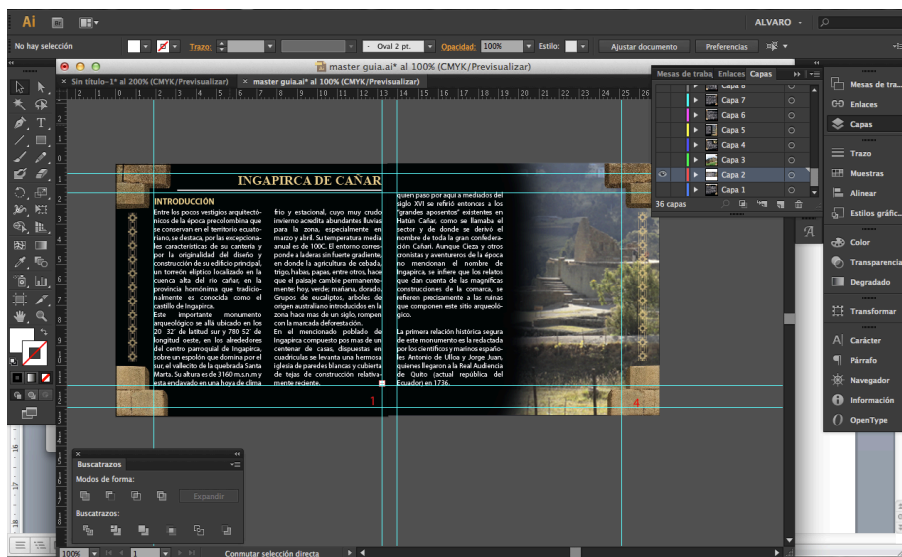 Ai
Br
ALVARO
No hay selección
Trazo:
Oval 2 pt.
Opacidad:
100%
Estilo:
Ajustar documento
Preferencias
master guia.ai* al 100% (CMYK/Previsualizar)
× Sin título-1* al 200% (CMYK/Previsualizar)
× master guia.ai* al 100% (CMYK/Previsualizar)
INGAPIRCA DE CAÑAR
INTRODUCCIÓN
Entre los pocos vestigios arquitectó-
nicos de la época precolombina que
se conservan en el territorio ecuato-
riano, se destaca, por las excepciona-
les características de su cantería y
por la originalidad del diseño y
construcción de su edificio principal,
un torreón elíptico localizado en la
cuenca alta del rio cañar, en la
provincia homónima que tradicio-
nalmente es conocida como el
castillo de Ingapirca.
Este importante monumento
arqueológico se allá ubicado en los
20 32' de latitud sur y 780 52' de
longitud oeste, en los alrededores
del centro parroquial de Ingapirca,
sobre un espolón que domina por el
sur, el vallecito de la quebrada Santa
Marta. Su altura es de 3160 m.s.n.m y
esta enclavado en una hoya de clima
frio y estacional, cuyo muy crudo
invierno acredita abundantes lluvias
para la zona, especialmente en
marzo y abril. Su temperatura media
anual es de 100C. El entorno corres-
ponde a laderas sin fuerte gradiente,
en donde la agricultura de cebada,
trigo, habas, papas, entre otros, hace
que el paisaje cambie permanente-
mente: hoy, verde; mañana, dorado.
Grupos de eucaliptos, arboles de
origen australiano introducidos en la
zona hace mas de un siglo, rompen
con la marcada deforestación.
En el mencionado poblado de
Ingapirca compuesto pos mas de un
centenar de casas, dispuestas en
cuadrículas se levanta una hermosa
iglesia de paredes blancas y cubierta
de tejas de construcción relativa-
mente reciente.
quien paso por aquí a mediados del
siglo XVI se refirió entonces a los
"grandes aposentos" existentes en
Hatún Cañar, como se llamaba el
sector y de donde se derivó el
nombre de toda la gran confedera-
ción Cañari. Aunque Cieza y otros
cronistas y aventureros de la época
no mencionan el nombre de
Ingapirca, se infiere que los relatos
que dan cuenta de las magníficas
construcciones de la comarca, se
refieren precisamente a las ruinas
que componen este sitio arqueoló-
gico.
La primera relación histórica segura
de este monumento es la redactada
por los científicos y marinos españo-
les Antonio de Ulloa y Jorge Juan,
quienes llegaron a la Real Audiencia
de Quito (actual república del
Ecuador) en 1736.
1
4
Mesas de traba
Enlaces
Capas
Capa 8
Capa 7
Capa 6
Capa 5
Capa 4
Capa 3
Capa 2
Capa 1
36 capas
Mesas de tra...
Enlaces
Capas
Trazo
Muestras
Alinear
Estilos gráfic...
Color
Transparencia
Degradado
Transformar
Carácter
Párrafo
Navegador
Información
OpenType
Buscatrazos
Modos de forma:
Expandir
Buscatrazos:
100%
1
Conmutar selección directa